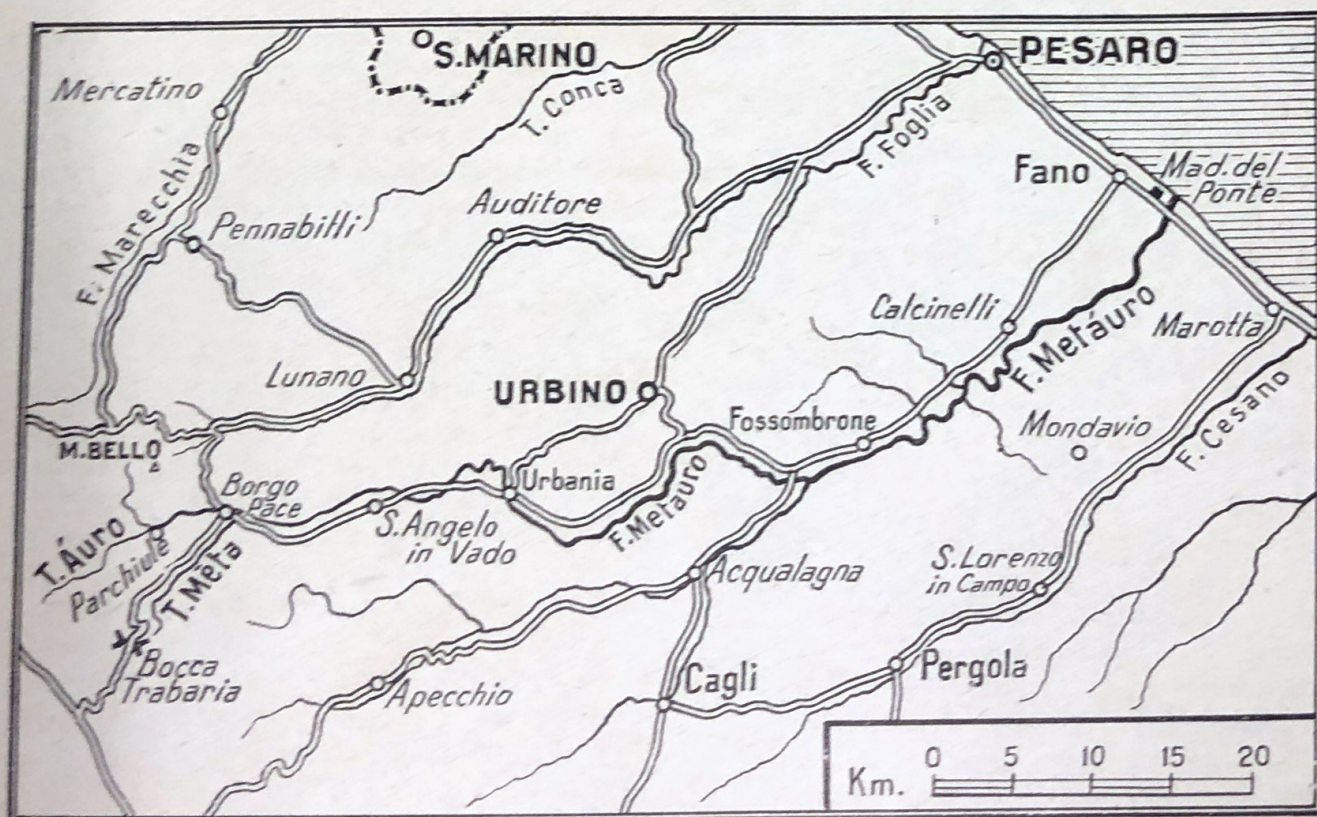 S. MARINO
PESARO
Mercatino
T. Conca
F. Foglia
F. Marecchia
Fano
Mad. del
Ponte
Pennabilli
Auditore
Calcinelli
F. Metáuro
Marotta
Lunano
URBINO
Fossombrone
Mondavio
F. Cesano
M. BELLO
Borgo
Pace
Urbania
F. Metauro
S. Angelo
in Vado
T. Áuro
Parchiule
T. Méta
Acqualagna
S. Lorenzo
in Campo
Bocca
Trabaria
Apecchio
Cagli
Pergola
Km.
0 5 10 15 20